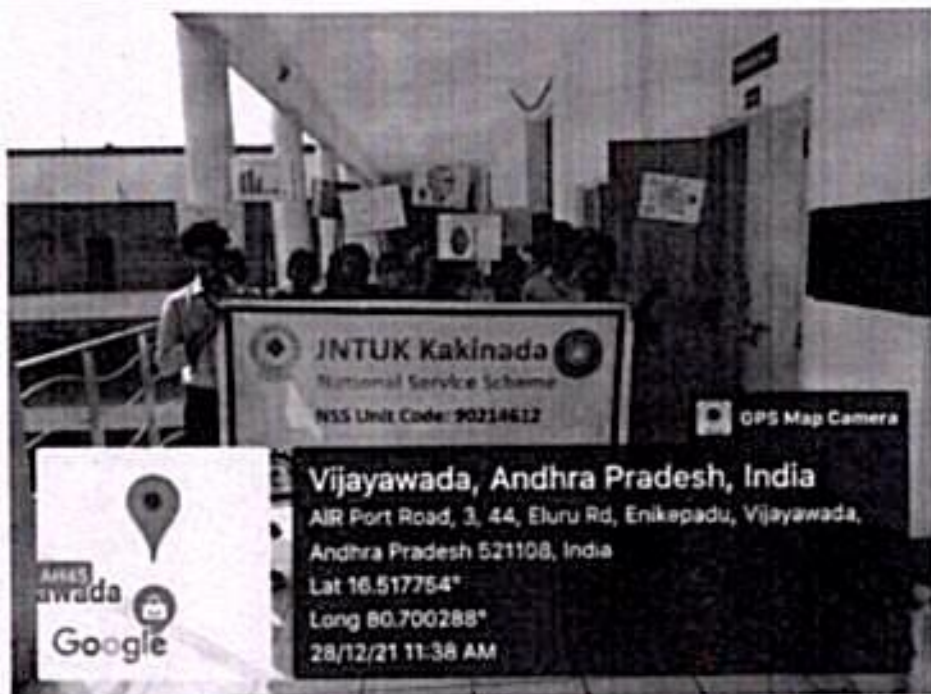 JNTUK Kakinada
National Service Scheme
NSS Unit Code: 90214612
GPS Map Camera
Vijayawada, Andhra Pradesh, India
AIR Port Road, 3, 44, Eluru Rd, Enikepadu, Vijayawada,
Andhra Pradesh 521108, India
Lat 16.517754°
Long 80.700288°
28/12/21 11:38 AM
AH45
awada
Google